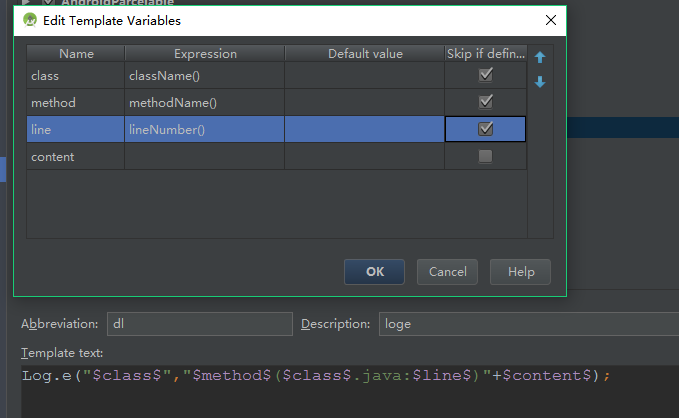 AndroidParcelable
Edit Template Variables
Name Expression Default value Skip if defin...
class className()
method methodName()
line lineNumber()
content
OK Cancel Help
Abbreviation: dl Description: loge
Template text:
Log.e("$class$","$method$($class$.java:$line$)"+$content$);